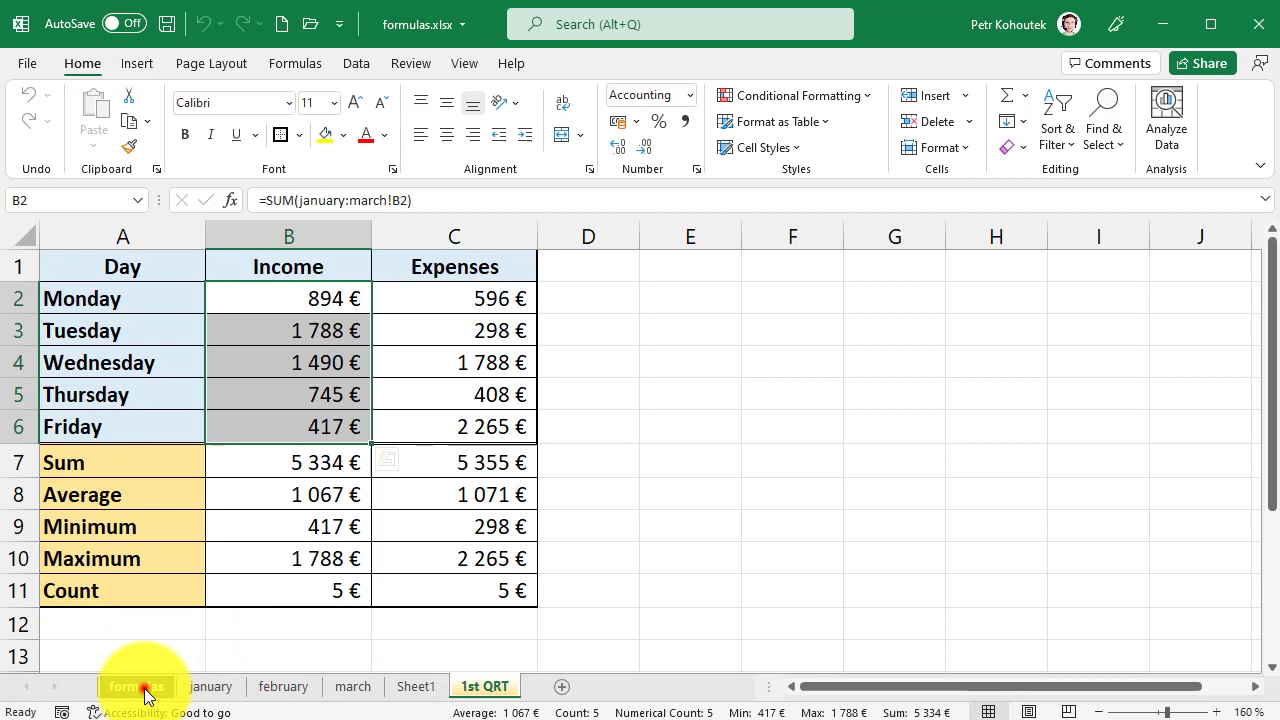 AutoSave Off formulas.xlsx Search (Alt+Q) Petr Kohoutek
File Home Insert Page Layout Formulas Data Review View Help Comments Share
Calibri 11 Accounting Conditional Formatting Insert
Paste Format as Table Delete Sort & Filter Find & Select Analyze Data
Cell Styles Format
Undo Clipboard Font Alignment Number Styles Cells Editing Analysis
B2 fx =SUM(january:march!B2)
A B C D E F G H I J
1 Day Income Expenses
2 Monday 894 € 596 €
3 Tuesday 1 788 € 298 €
4 Wednesday 1 490 € 1 788 €
5 Thursday 745 € 408 €
6 Friday 417 € 2 265 €
7 Sum 5 334 € 5 355 €
8 Average 1 067 € 1 071 €
9 Minimum 417 € 298 €
10 Maximum 1 788 € 2 265 €
11 Count 5 € 5 €
12
13
formulas january february march Sheet1 1st QRT
Ready Accessibility: Good to go Average: 1 067 € Count: 5 Numerical Count: 5 Min: 417 € Max: 1 788 € Sum: 5 334 € 160 %